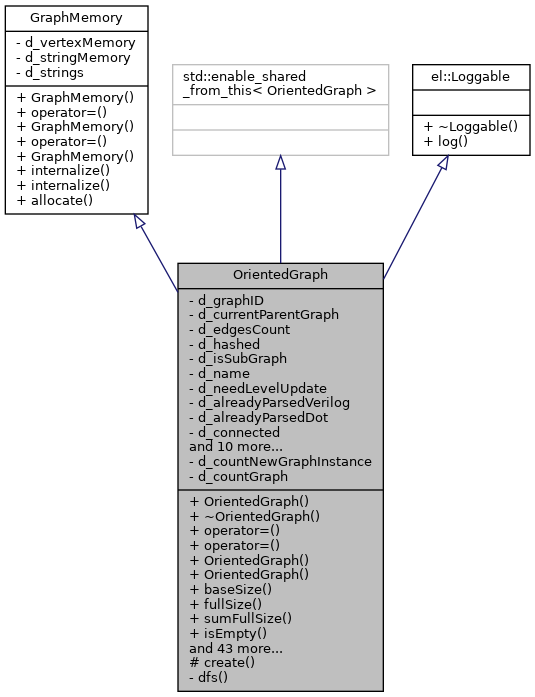 GraphMemory
- d_vertexMemory
- d_stringMemory
- d_strings
+ GraphMemory()
+ operator=()
+ GraphMemory()
+ operator=()
+ GraphMemory()
+ internalize()
+ internalize()
+ allocate()
std::enable_shared
_from_this< OrientedGraph >
el::Loggable
+ ~Loggable()
+ log()
OrientedGraph
- d_graphID
- d_currentParentGraph
- d_edgesCount
- d_hashed
- d_isSubGraph
- d_name
- d_needLevelUpdate
- d_alreadyParsedVerilog
- d_alreadyParsedDot
- d_connected
and 10 more...
- d_countNewGraphInstance
- d_countGraph
+ OrientedGraph()
+ ~OrientedGraph()
+ operator=()
+ operator=()
+ OrientedGraph()
+ OrientedGraph()
+ baseSize()
+ fullSize()
+ sumFullSize()
+ isEmpty()
and 43 more...
# create()
- dfs()